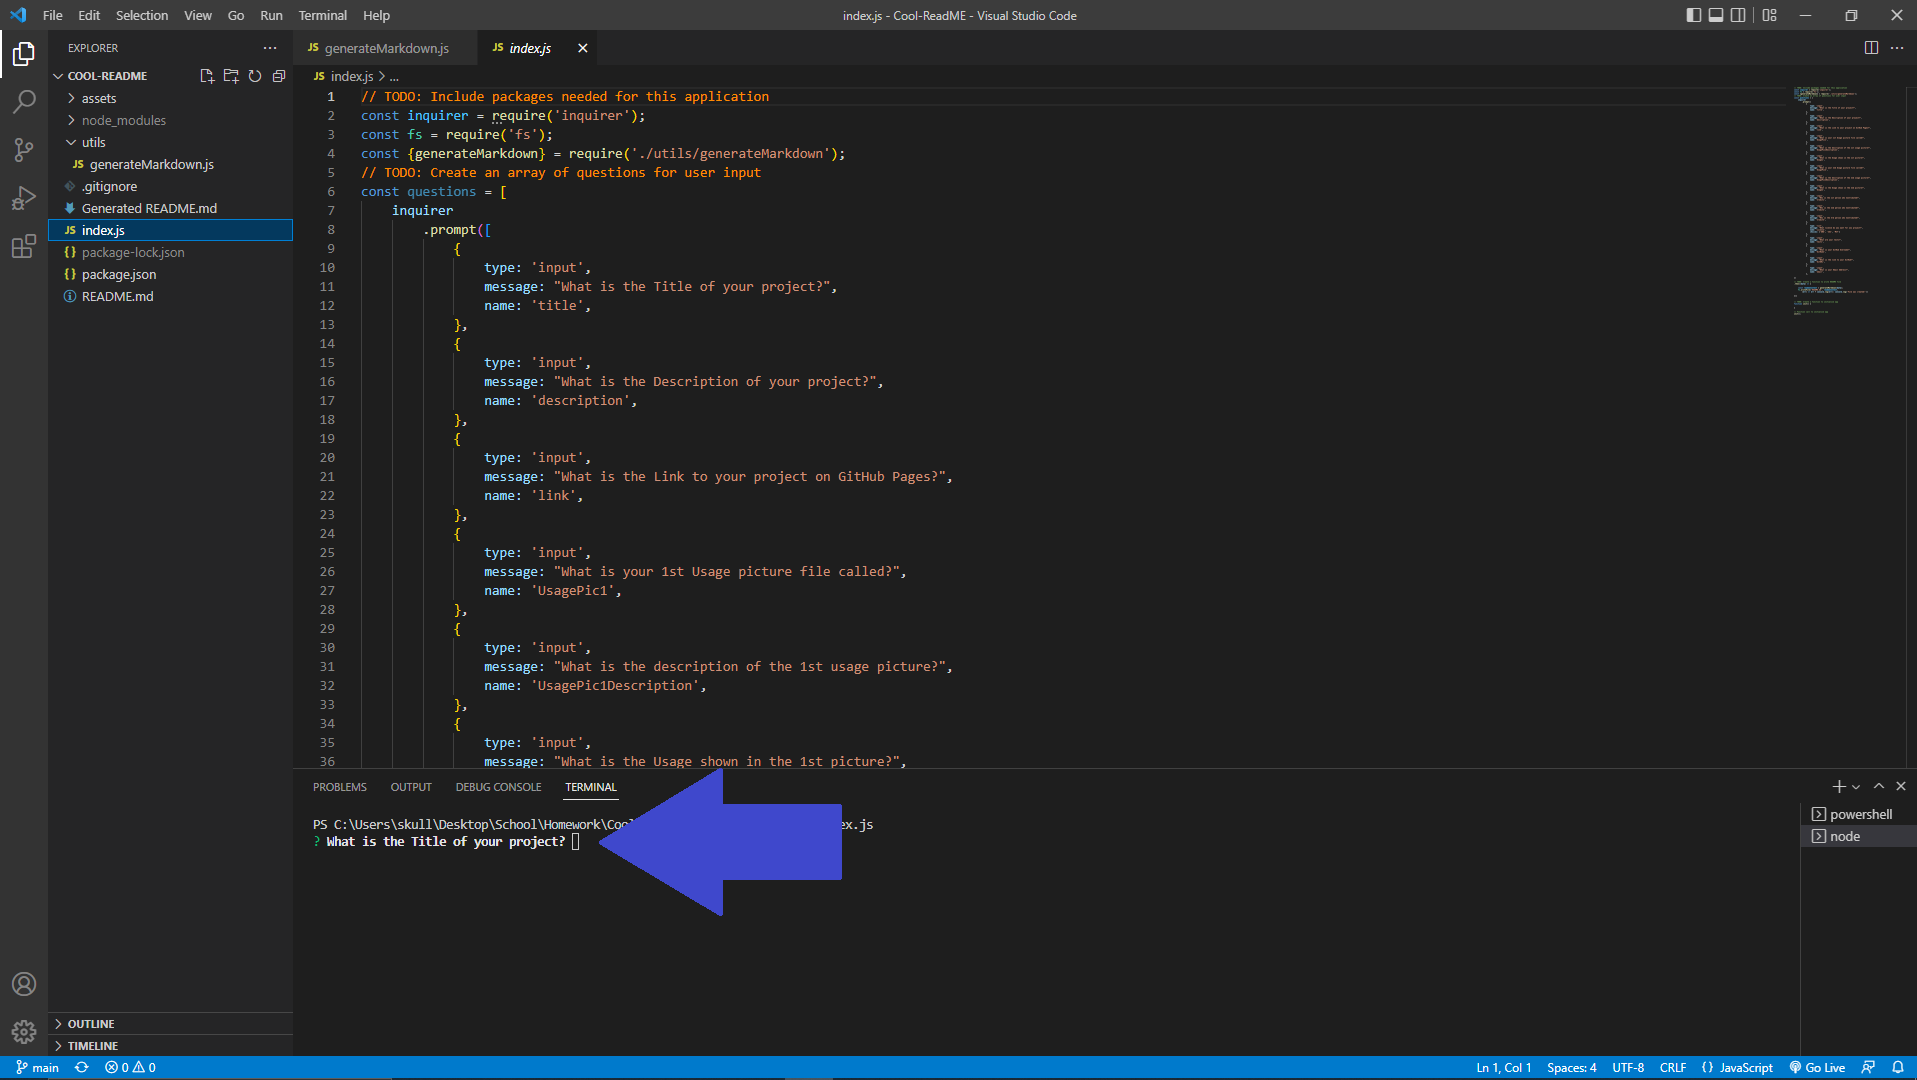 File Edit Selection View Go Run Terminal Help
index.js - Cool-ReadME - Visual Studio Code
EXPLORER
COOL-README
assets
node_modules
utils
JS generateMarkdown.js
.gitignore
Generated README.md
JS index.js
{} package-lock.json
{} package.json
README.md
OUTLINE
TIMELINE
JS generateMarkdown.js
JS index.js
JS index.js > ...
1 // TODO: Include packages needed for this application
2 const inquirer = require('inquirer');
3 const fs = require('fs');
4 const {generateMarkdown} = require('./utils/generateMarkdown');
5 // TODO: Create an array of questions for user input
6 const questions = [
7 inquirer
8 .prompt([
9 {
10 type: 'input',
11 message: "What is the Title of your project?",
12 name: 'title',
13 },
14 {
15 type: 'input',
16 message: "What is the Description of your project?",
17 name: 'description',
18 },
19 {
20 type: 'input',
21 message: "What is the Link to your project on GitHub Pages?",
22 name: 'link',
23 },
24 {
25 type: 'input',
26 message: "What is your 1st Usage picture file called?",
27 name: 'UsagePic1',
28 },
29 {
30 type: 'input',
31 message: "What is the description of the 1st usage picture?",
32 name: 'UsagePic1Description',
33 },
34 {
35 type: 'input',
36 message: "What is the Usage shown in the 1st picture?",
PROBLEMS OUTPUT DEBUG CONSOLE TERMINAL
PS C:\Users\skull\Desktop\School\Homework\Coo ex.js
? What is the Title of your project?
powershell
node
main 0 0
Ln 1, Col 1 Spaces: 4 UTF-8 CRLF {} JavaScript Go Live